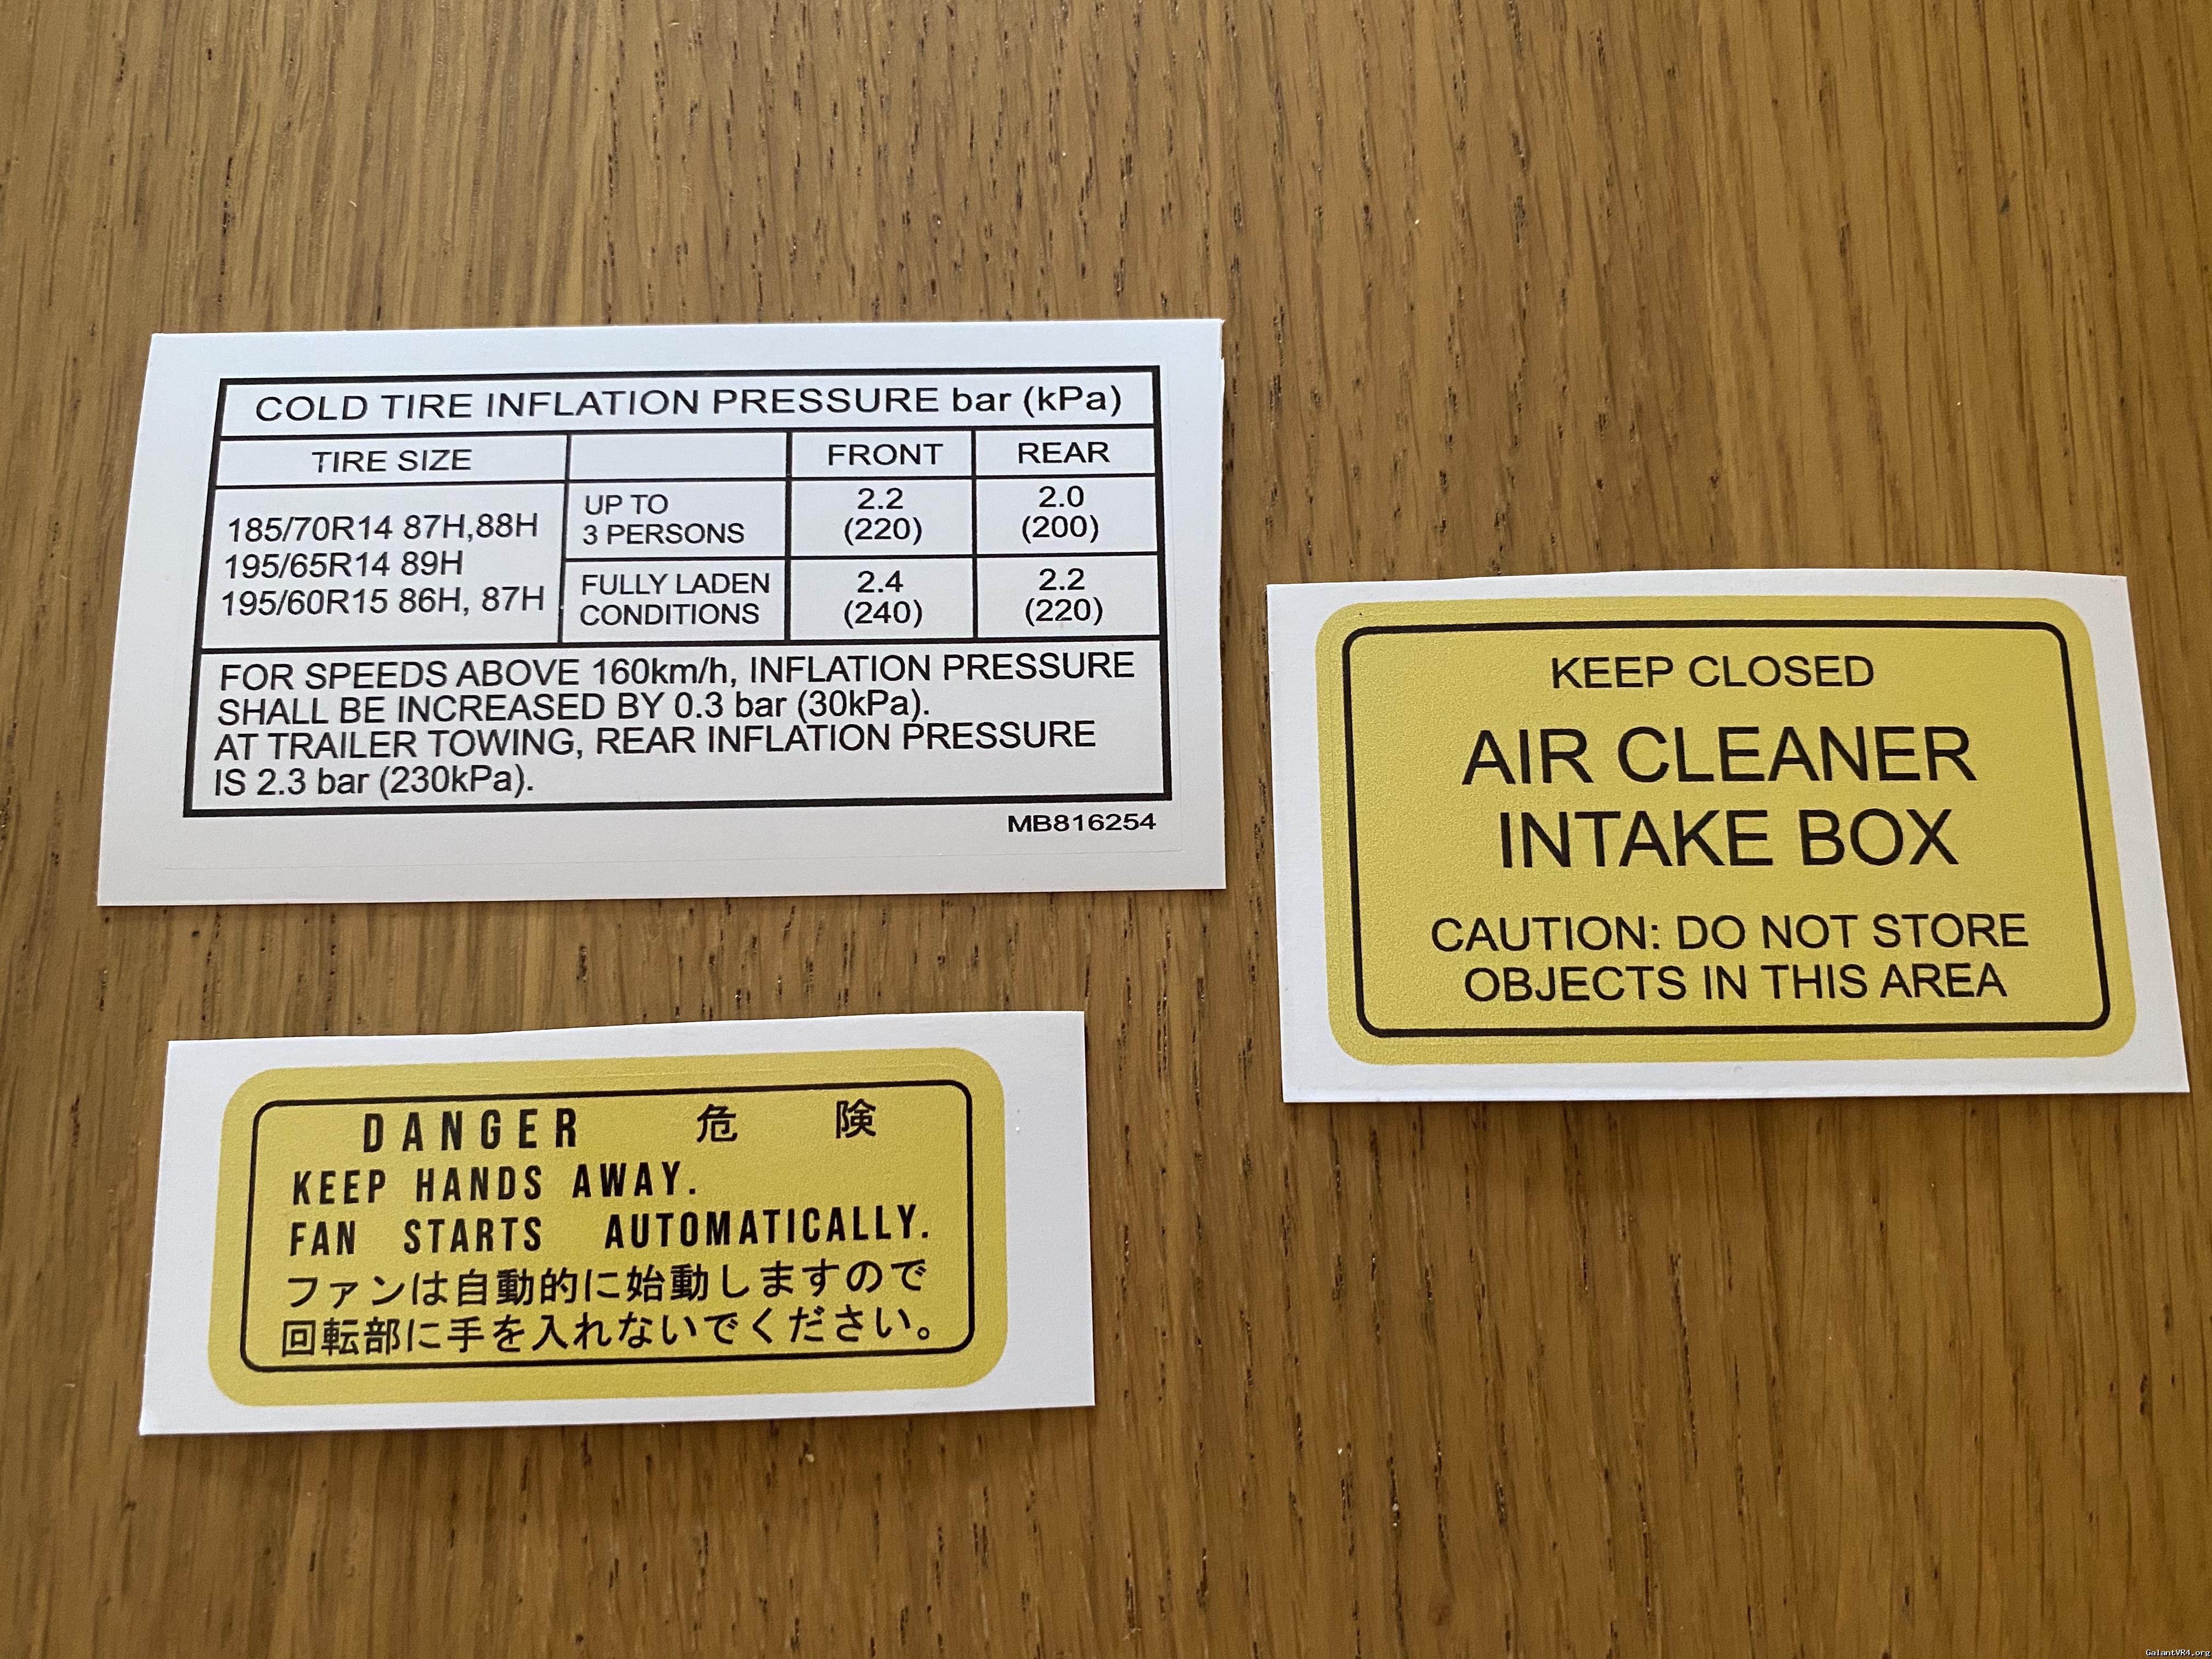 COLD TIRE INFLATION PRESSURE bar (kPa)
TIRE SIZE FRONT REAR
185/70R14 87H,88H
195/65R14 89H
195/60R15 86H, 87H
UP TO
3 PERSONS
2.2
(220)
2.0
(200)
FULLY LADEN
CONDITIONS
2.4
(240)
2.2
(220)
FOR SPEEDS ABOVE 160km/h, INFLATION PRESSURE
SHALL BE INCREASED BY 0.3 bar (30kPa).
AT TRAILER TOWING, REAR INFLATION PRESSURE
IS 2.3 bar (230kPa).
MB816254
KEEP CLOSED
AIR CLEANER
INTAKE BOX
CAUTION: DO NOT STORE
OBJECTS IN THIS AREA
DANGER 危 険
KEEP HANDS AWAY.
FAN STARTS AUTOMATICALLY.
ファンは自動的に始動しますので
回転部に手を入れないでください。
GalantVR4.org